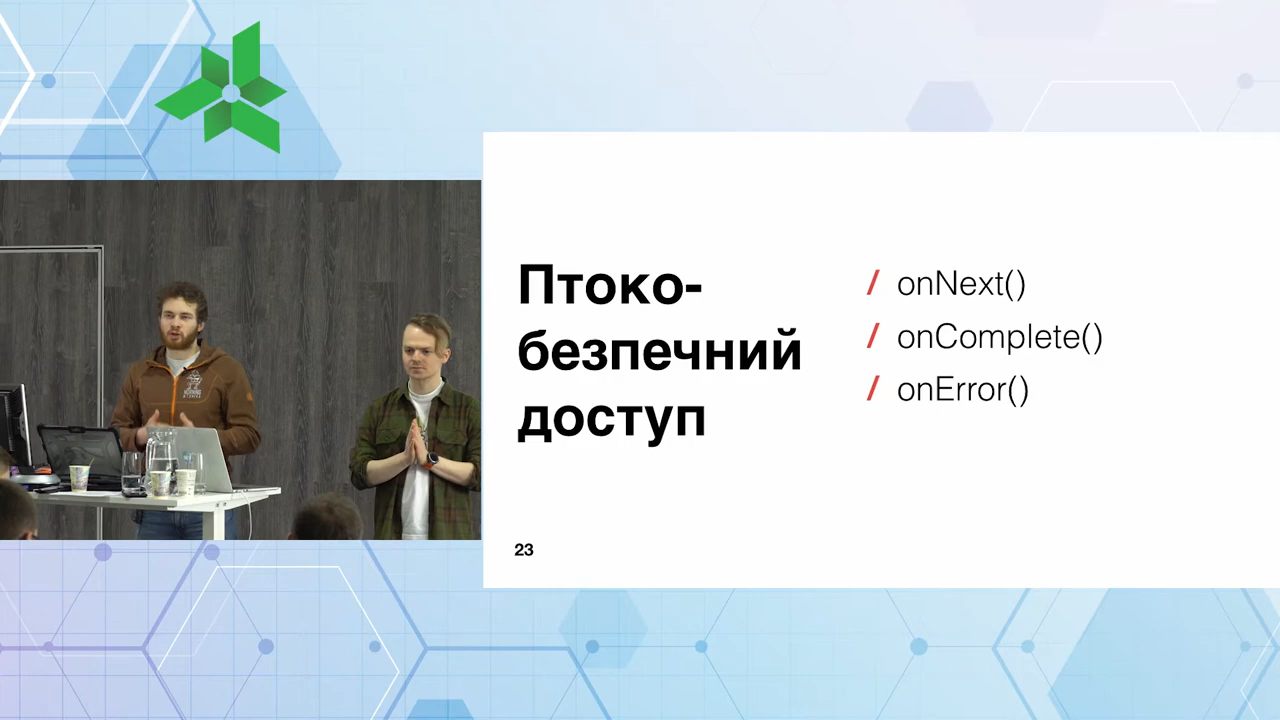 Птоко-
безпечний
доступ
/ onNext()
/ onComplete()
/ onError()
23